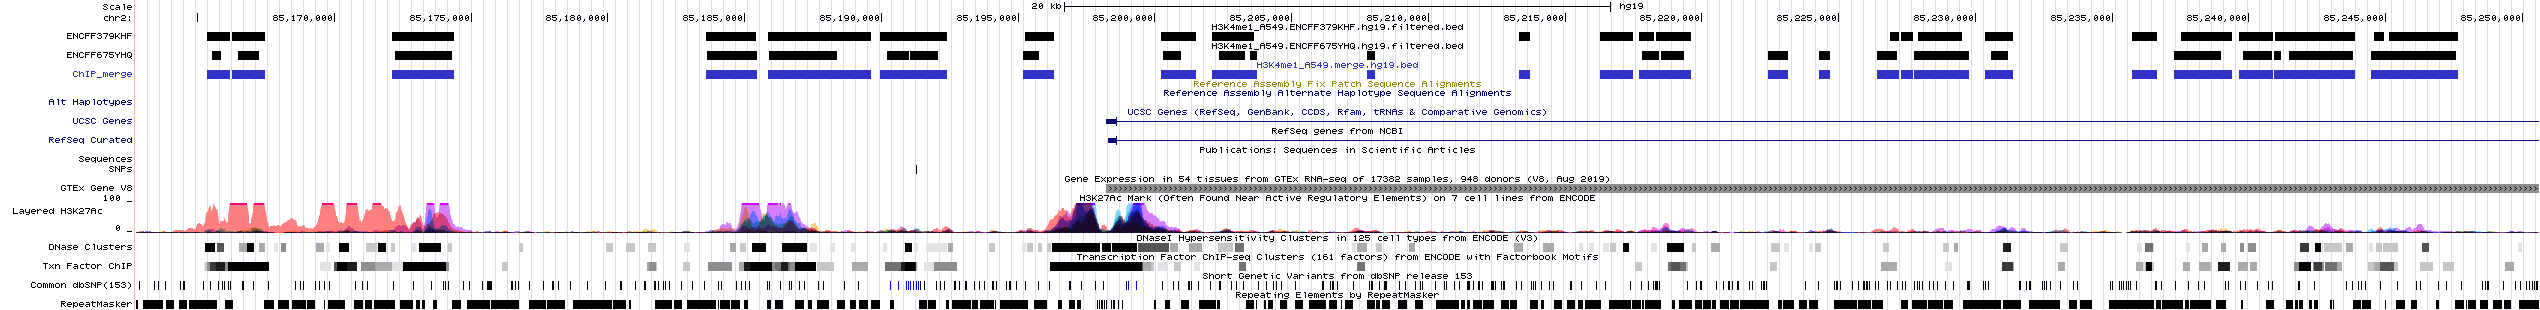 Scale 20 kb hg19
chr2: 85,170,000 85,175,000 85,180,000 85,185,000 85,190,000 85,195,000 85,200,000 85,205,000 85,210,000 85,215,000 85,220,000 85,225,000 85,230,000 85,235,000 85,240,000 85,245,000 85,250,000
H3K4me1_A549.ENCFF379KHF.hg19.filtered.bed
ENCFF379KHF
H3K4me1_A549.ENCFF675YHQ.hg19.filtered.bed
ENCFF675YHQ
H3K4me1_A549.merge.hg19.bed
ChIP_merge
Reference Assembly Fix Patch Sequence Alignments
Reference Assembly Alternate Haplotype Sequence Alignments
Alt Haplotypes
UCSC Genes (RefSeq, GenBank, CCDS, Rfam, tRNAs & Comparative Genomics)
UCSC Genes
RefSeq genes from NCBI
RefSeq Curated
Publications: Sequences in Scientific Articles
Sequences
SNPs
Gene Expression in 54 tissues from GTEx RNA-seq of 17382 samples, 948 donors (V8, Aug 2019)
GTEx Gene V8
H3K27Ac Mark (Often Found Near Active Regulatory Elements) on 7 cell lines from ENCODE
100 _
Layered H3K27Ac
0 _
DNaseI Hypersensitivity Clusters in 125 cell types from ENCODE (V3)
DNase Clusters
Transcription Factor ChIP-seq Clusters (161 factors) from ENCODE with Factorbook Motifs
Txn Factor ChIP
Short Genetic Variants from dbSNP release 153
Common dbSNP(153)
Repeating Elements by RepeatMasker
RepeatMasker